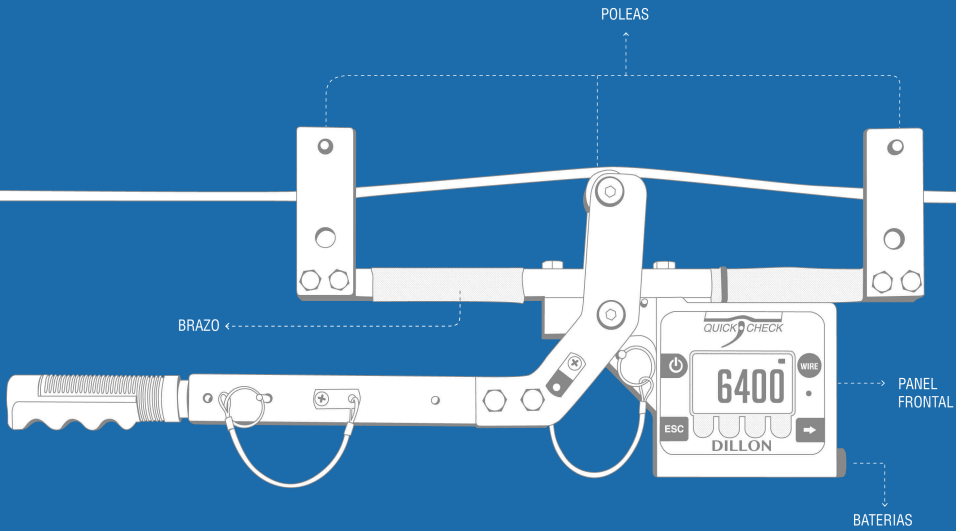 POLEAS
BRAZO
QUICK CHECK
WIRE
6400
ESC
DILLON
PANEL
FRONTAL
BATERIAS